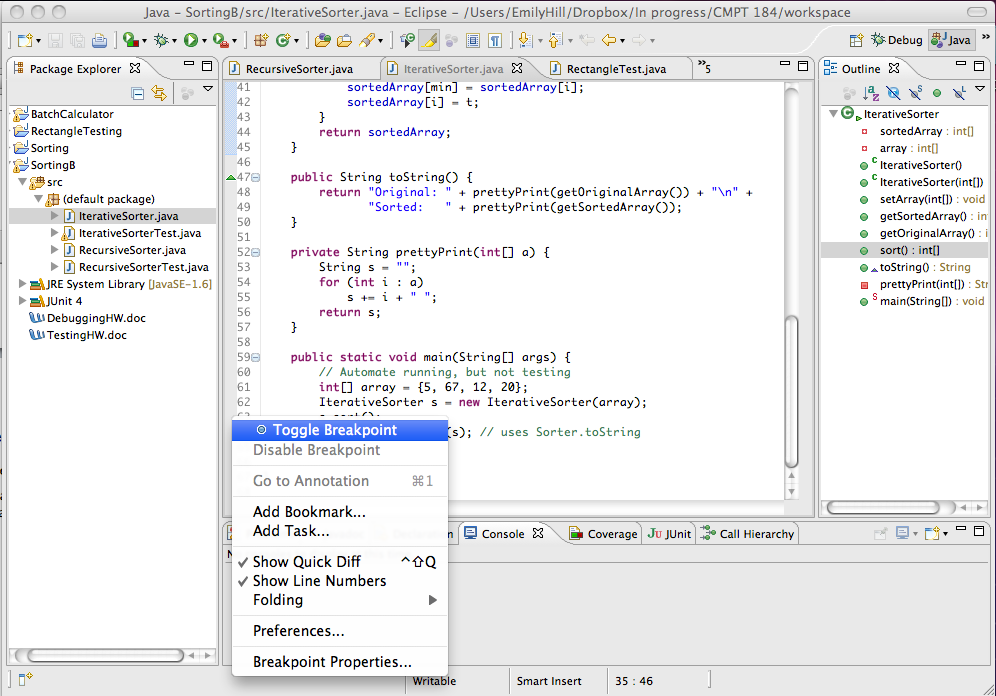 Java – SortingB/src/IterativeSorter.java – Eclipse – /Users/EmilyHill/Dropbox/In progress/CMPT 184/workspace
Debug
Java
»
Package Explorer
BatchCalculator
RectangleTesting
Sorting
SortingB
src
(default package)
IterativeSorter.java
IterativeSorterTest.java
RecursiveSorter.java
RecursiveSorterTest.java
JRE System Library [JavaSE-1.6]
JUnit 4
DebuggingHW.doc
TestingHW.doc
RecursiveSorter.java
IterativeSorter.java
RectangleTest.java
»5
41 sortedArray[min] = sortedArray[i];
42 sortedArray[i] = t;
43 }
44 return sortedArray;
45 }
46
47 public String toString() {
48 return "Original: " + prettyPrint(getOriginalArray()) + "\n" +
49 "Sorted:   " + prettyPrint(getSortedArray());
50 }
51
52 private String prettyPrint(int[] a) {
53 String s = "";
54 for (int i : a)
55 s += i + " ";
56 return s;
57 }
58
59 public static void main(String[] args) {
60 // Automate running, but not testing
61 int[] array = {5, 67, 12, 20};
62 IterativeSorter s = new IterativeSorter(array);
(s); // uses Sorter.toString
Toggle Breakpoint
Disable Breakpoint
Go to Annotation ⌘1
Add Bookmark...
Add Task...
✓ Show Quick Diff ^⇧Q
✓ Show Line Numbers
Folding ▶
Preferences...
Breakpoint Properties...
Outline
IterativeSorter
sortedArray : int[]
array : int[]
IterativeSorter()
IterativeSorter(int[])
setArray(int[]) : void
getSortedArray() : in
getOriginalArray() : i
sort() : int[]
toString() : String
prettyPrint(int[]) : Str
main(String[]) : void
Console
Coverage
JUnit
Call Hierarchy
Writable
Smart Insert
35 : 46